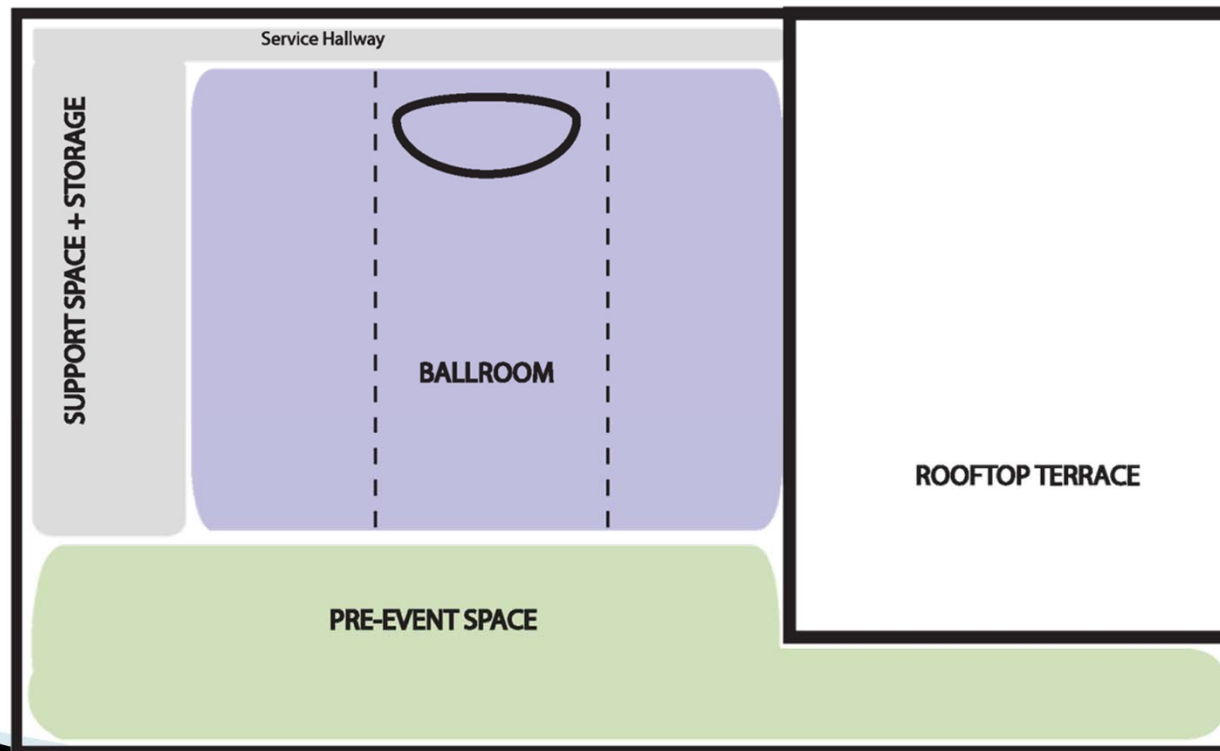 Service Hallway
SUPPORT SPACE + STORAGE
BALLROOM
ROOFTOP TERRACE
PRE-EVENT SPACE